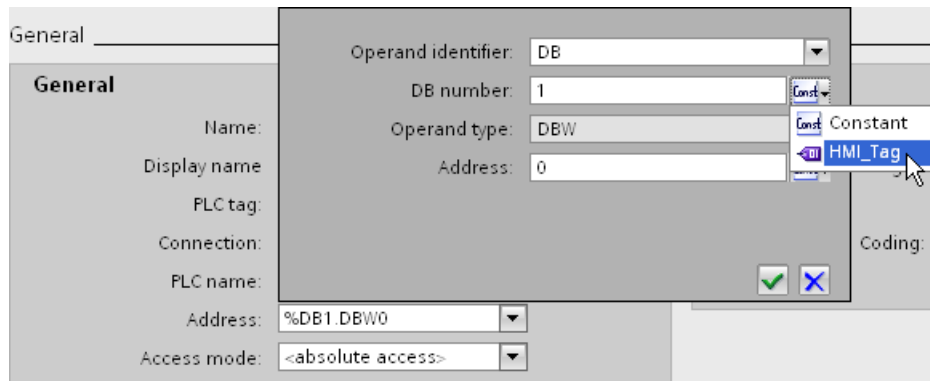 General
General
Name:
Display name
PLC tag:
Connection:
PLC name:
Address: %DB1.DBW0
Access mode: <absolute access>
Operand identifier: DB
DB number: 1 Const
Operand type: DBW
Address: 0
Const Constant
HMI_Tag
Coding: